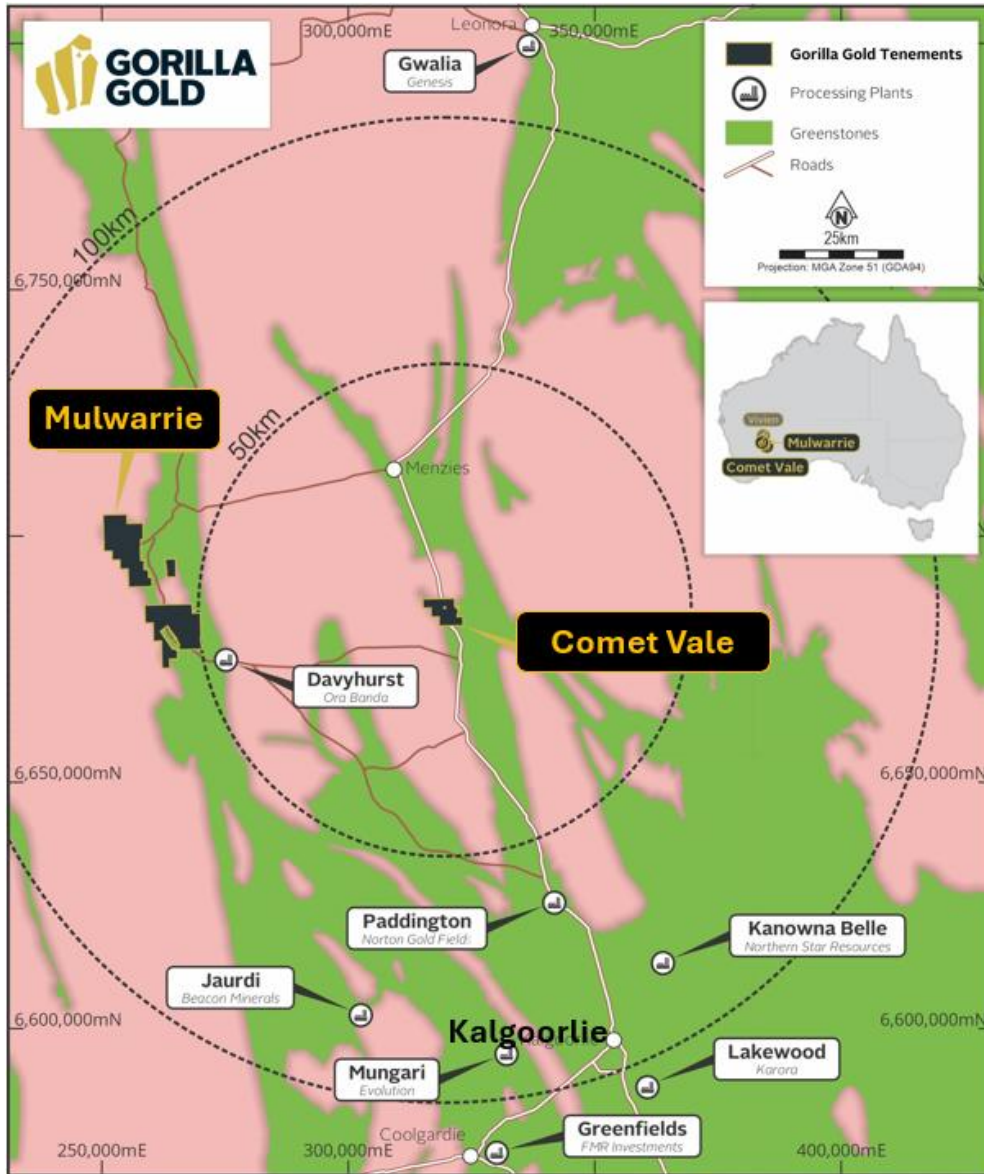 Leonora
300,000mE
350,000mE
GORILLA
GOLD
Gwalia
Genesis
Gorilla Gold Tenements
Processing Plants
Greenstones
Roads
N
25km
Projection: MGA Zone 51 (GDA94)
100km
6,750,000mN
Mulwarrie
50km
Menzies
Vivien
Mulwarrie
Comet Vale
Comet Vale
Davyhurst
Ora Banda
6,650,000mN
6,650,000mN
Paddington
Norton Gold Field
Kanowna Belle
Northern Star Resources
Jaurdi
Beacon Minerals
6,600,000mN
6,600,000mN
Kalgoorlie
Mungari
Evolution
Lakewood
Karora
Greenfields
FMR Investments
Coolgardie
250,000mE
300,000mE
400,000mE